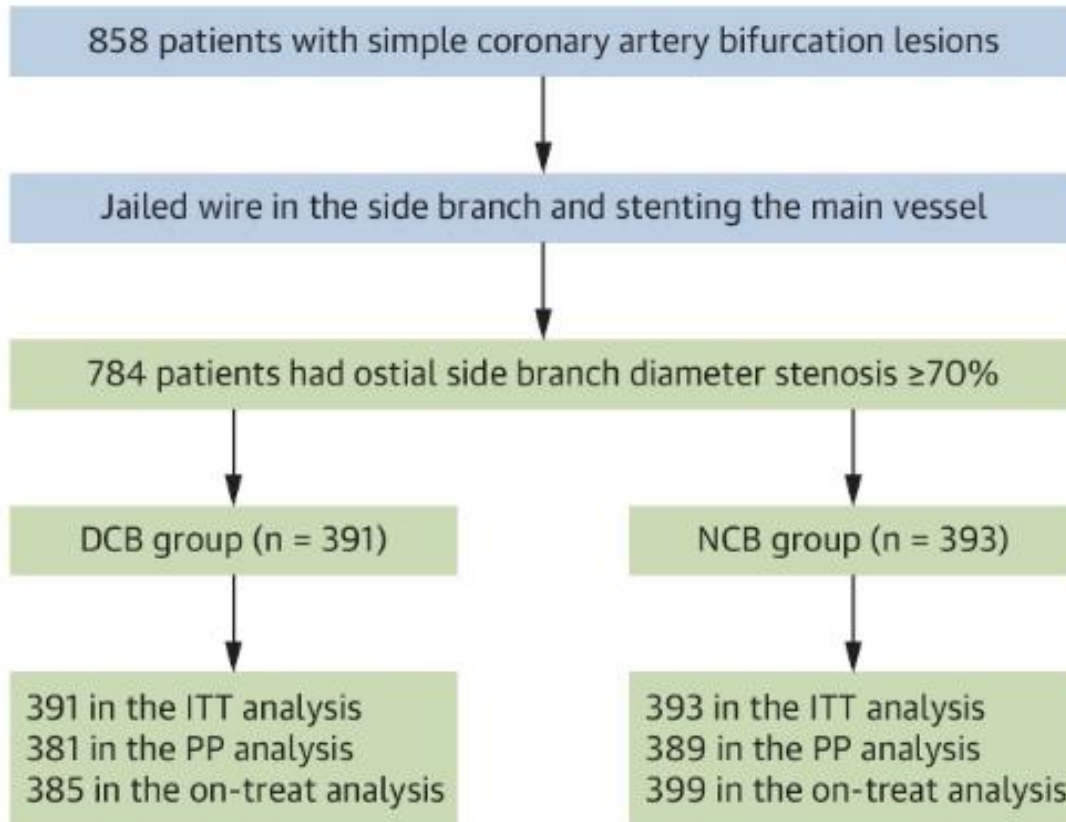 858 patients with simple coronary artery bifurcation lesions
Jailed wire in the side branch and stenting the main vessel
784 patients had ostial side branch diameter stenosis ≥70%
DCB group (n = 391)
NCB group (n = 393)
391 in the ITT analysis
381 in the PP analysis
385 in the on-treat analysis
393 in the ITT analysis
389 in the PP analysis
399 in the on-treat analysis